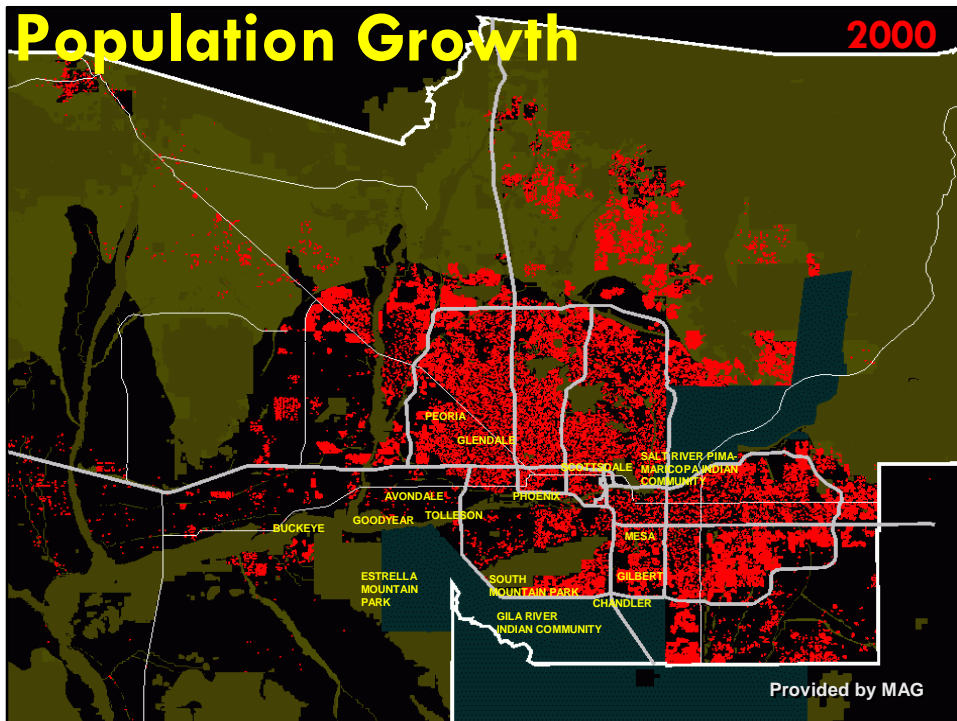 Population Growth
2000
PEORIA
GLENDALE
SCOTTSDALE
SALT RIVER PIMA-
MARICOPA INDIAN
COMMUNITY
AVONDALE
PHOENIX
TOLLESON
GOODYEAR
BUCKEYE
MESA
ESTRELLA
MOUNTAIN
PARK
SOUTH
MOUNTAIN PARK
GILBERT
CHANDLER
GILA RIVER
INDIAN COMMUNITY
Provided by MAG